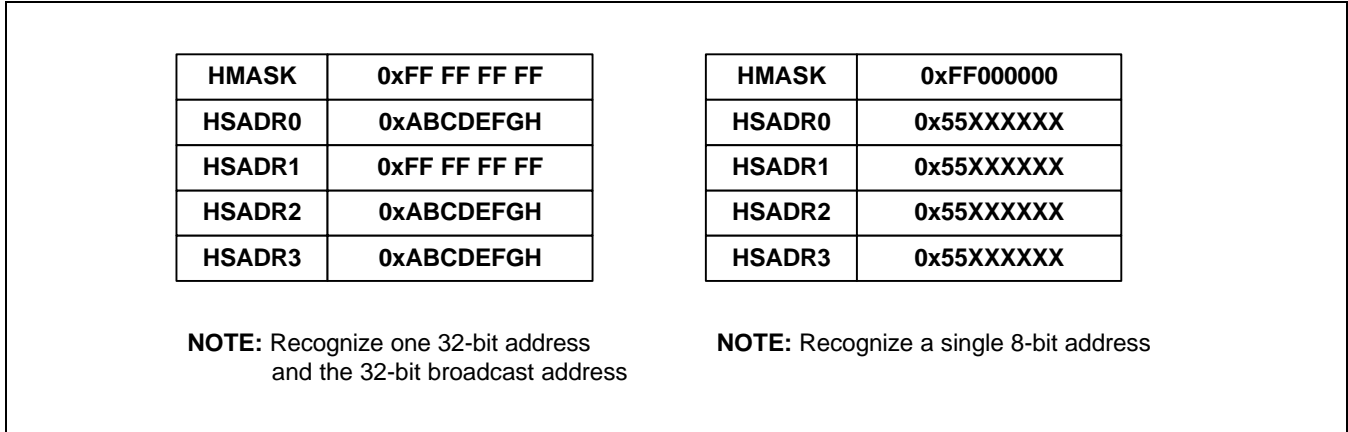 HMASK 0xFF FF FF FF
HSADR0 0xABCDEFGH
HSADR1 0xFF FF FF FF
HSADR2 0xABCDEFGH
HSADR3 0xABCDEFGH
NOTE: Recognize one 32-bit address
and the 32-bit broadcast address
HMASK 0xFF000000
HSADR0 0x55XXXXXX
HSADR1 0x55XXXXXX
HSADR2 0x55XXXXXX
HSADR3 0x55XXXXXX
NOTE: Recognize a single 8-bit address